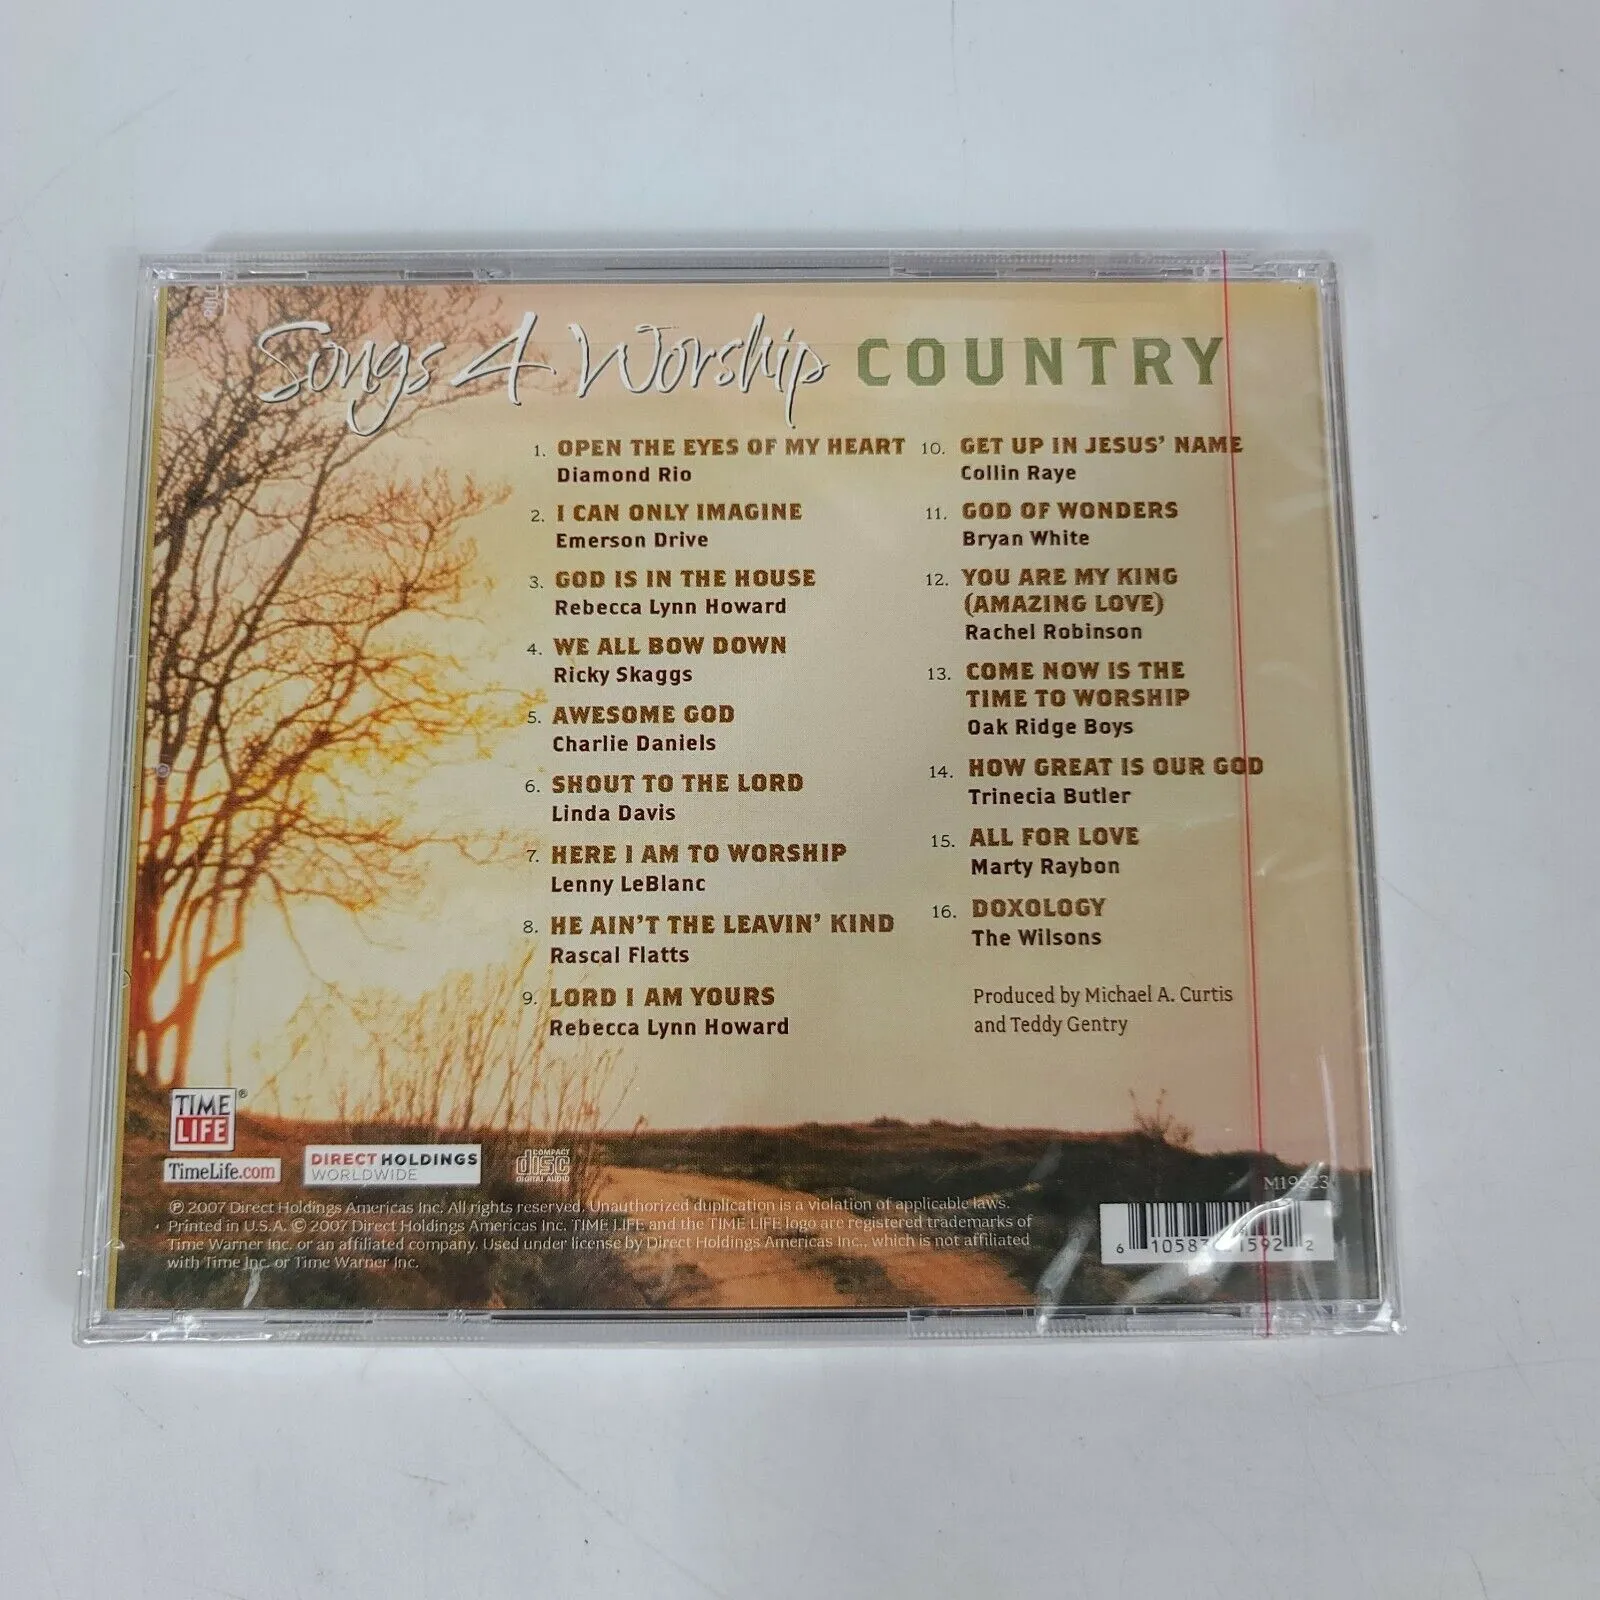 PULL
Songs 4 Worship COUNTRY
1. OPEN THE EYES OF MY HEART
Diamond Rio
2. I CAN ONLY IMAGINE
Emerson Drive
3. GOD IS IN THE HOUSE
Rebecca Lynn Howard
4. WE ALL BOW DOWN
Ricky Skaggs
5. AWESOME GOD
Charlie Daniels
6. SHOUT TO THE LORD
Linda Davis
7. HERE I AM TO WORSHIP
Lenny LeBlanc
8. HE AIN'T THE LEAVIN' KIND
Rascal Flatts
9. LORD I AM YOURS
Rebecca Lynn Howard
10. GET UP IN JESUS' NAME
Collin Raye
11. GOD OF WONDERS
Bryan White
12. YOU ARE MY KING
(AMAZING LOVE)
Rachel Robinson
13. COME NOW IS THE
TIME TO WORSHIP
Oak Ridge Boys
14. HOW GREAT IS OUR GOD
Trinecia Butler
15. ALL FOR LOVE
Marty Raybon
16. DOXOLOGY
The Wilsons
Produced by Michael A. Curtis
and Teddy Gentry
TIME ®
LIFE
TimeLife.com
DIRECT HOLDINGS
WORLDWIDE
COMPACT
disc
DIGITAL AUDIO
℗ 2007 Direct Holdings Americas Inc. All rights reserved. Unauthorized duplication is a violation of applicable laws.
Printed in U.S.A. © 2007 Direct Holdings Americas Inc. TIME LIFE and the TIME LIFE logo are registered trademarks of
Time Warner Inc. or an affiliated company. Used under license by Direct Holdings Americas Inc., which is not affiliated
with Time Inc. or Time Warner Inc.
6 2